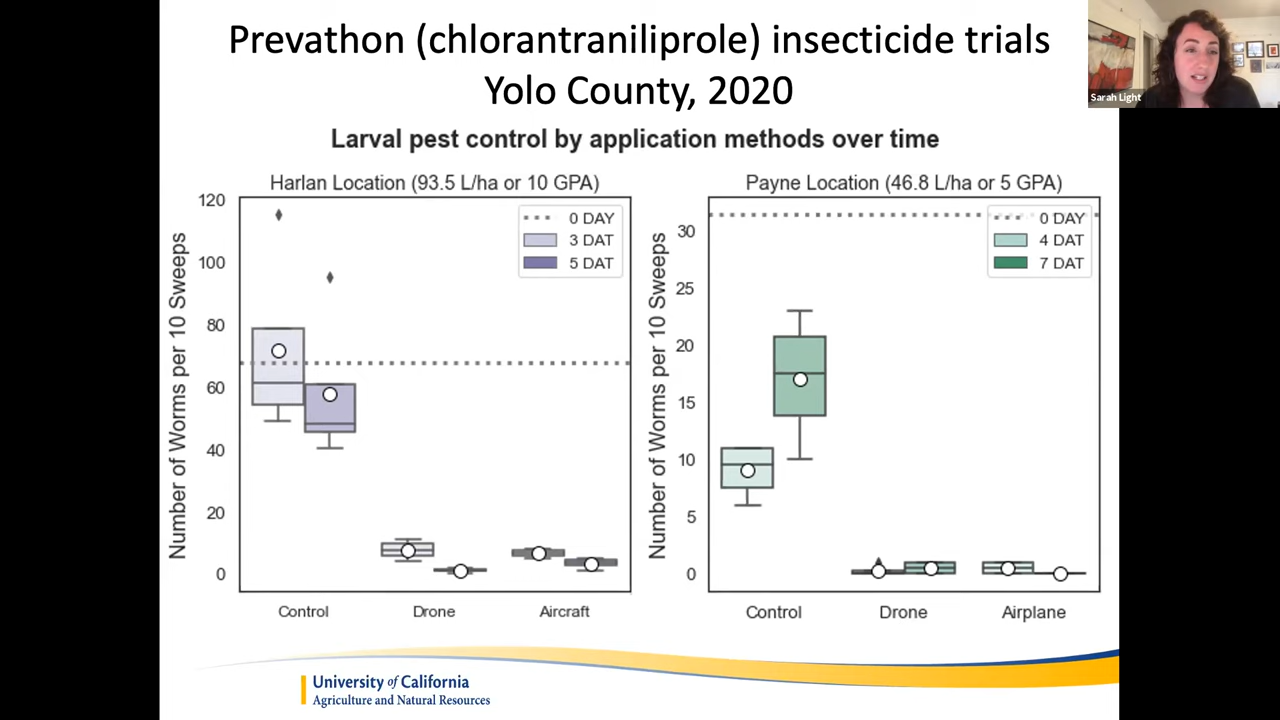 Prevathon (chlorantraniliprole) insecticide trials
Yolo County, 2020
Sarah Light
Larval pest control by application methods over time
Harlan Location (93.5 L/ha or 10 GPA)
Number of Worms per 10 Sweeps
120
100
80
60
40
20
0
0 DAY
3 DAT
5 DAT
Control
Drone
Aircraft
Payne Location (46.8 L/ha or 5 GPA)
Number of Worms per 10 Sweeps
30
25
20
15
10
5
0
0 DAY
4 DAT
7 DAT
Control
Drone
Airplane
University of California
Agriculture and Natural Resources